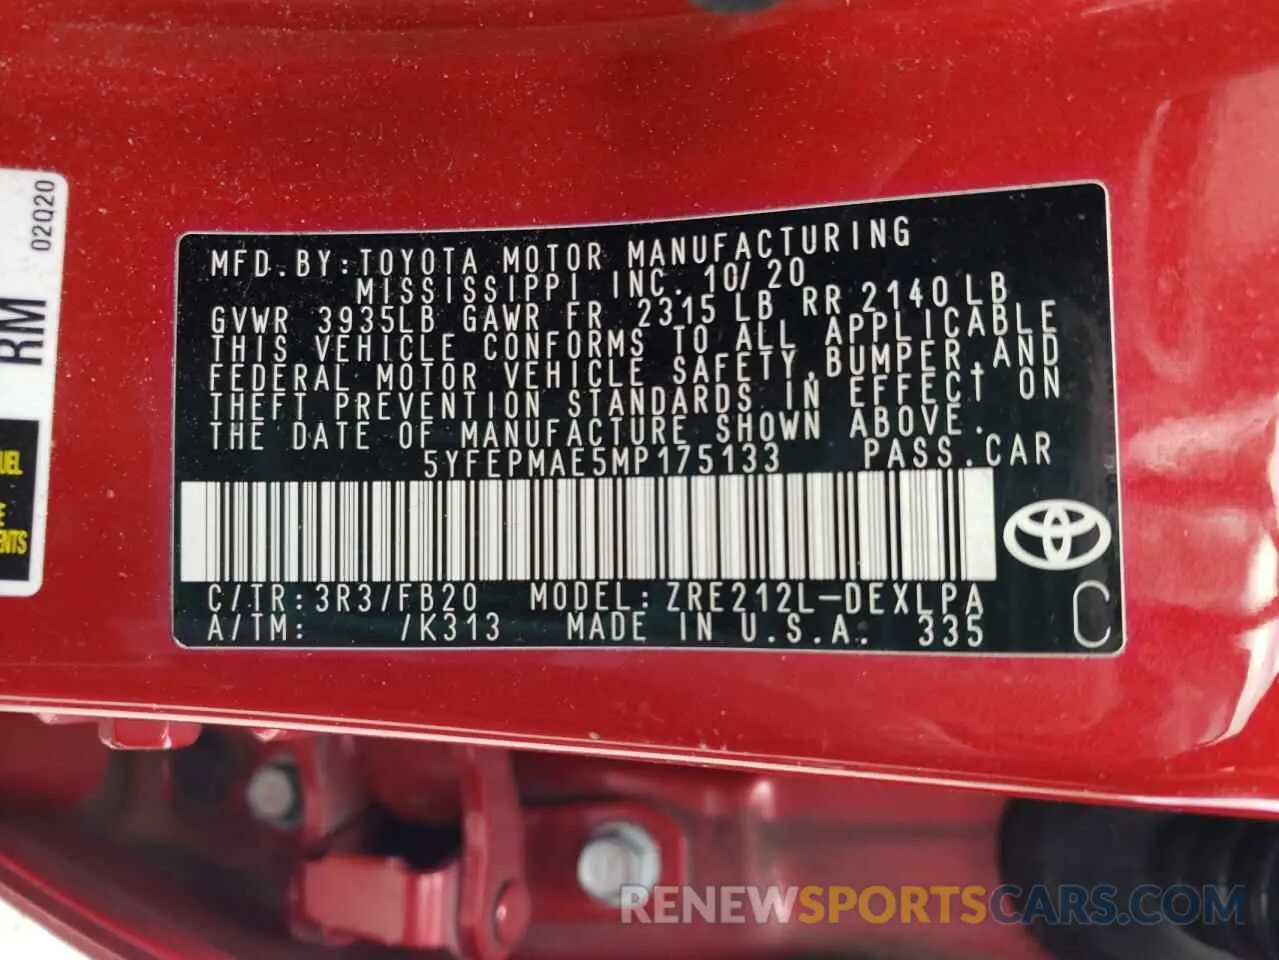 02Q20
RM
UEL
E
ENTS
MFD.BY:TOYOTA MOTOR MANUFACTURING
MISSISSIPPI INC. 10/20
GVWR 3935LB GAWR FR 2315 LB RR 2140LB
THIS VEHICLE CONFORMS TO ALL APPLICABLE
FEDERAL MOTOR VEHICLE SAFETY,BUMPER,AND
THEFT PREVENTION STANDARDS IN EFFECT ON
THE DATE OF MANUFACTURE SHOWN ABOVE.
5YFEPMAE5MP175133 PASS.CAR
C/TR:3R3/FB20 MODEL:ZRE212L-DEXLPA
A/TM: /K313 MADE IN U.S.A. 335
C
RENEWSPORTSCARS.COM